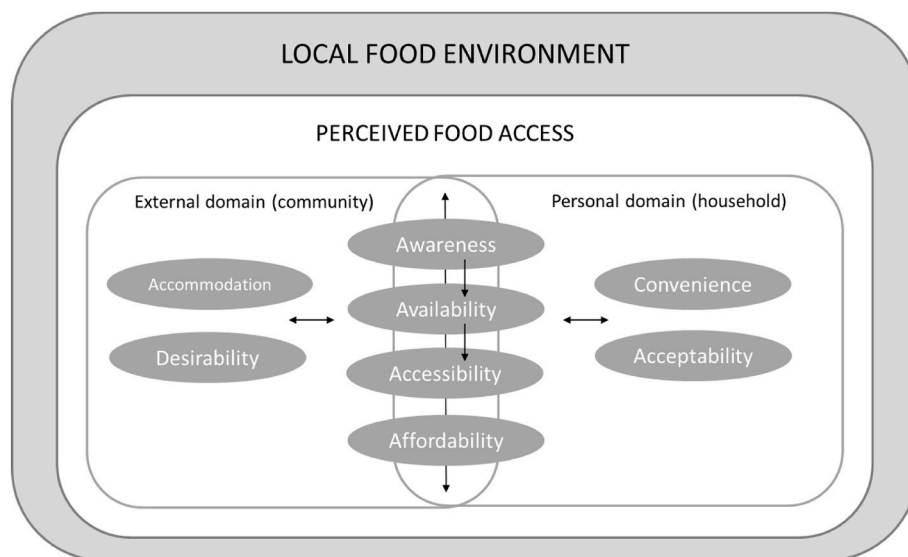 LOCAL FOOD ENVIRONMENT
PERCEIVED FOOD ACCESS
External domain (community)
Personal domain (household)
Awareness
Accommodation
Convenience
Availability
Desirability
Acceptability
Accessibility
Affordability